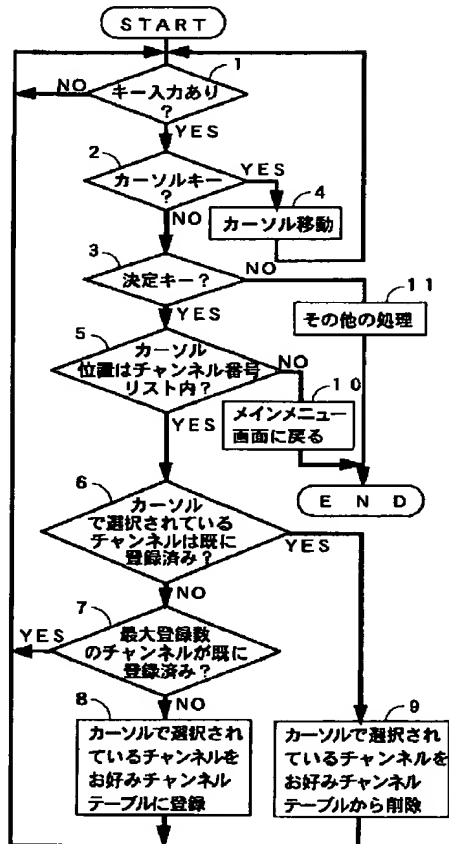 START
1
キー入力あり
?
NO
YES
2
カーソルキー
?
YES
NO
4
カーソル移動
3
決定キー?
NO
YES
11
その他の処理
5
カーソル
位置はチャンネル番号
リスト内?
NO
YES
10
メインメニュー
画面に戻る
END
6
カーソル
で選択されている
チャンネルは既に
登録済み?
YES
NO
7
最大登録数
のチャンネルが既に
登録済み?
YES
NO
8
カーソルで選択され
ているチャンネルを
お好みチャンネル
テーブルに登録
9
カーソルで選択され
ているチャンネルを
お好みチャンネル
テーブルから削除